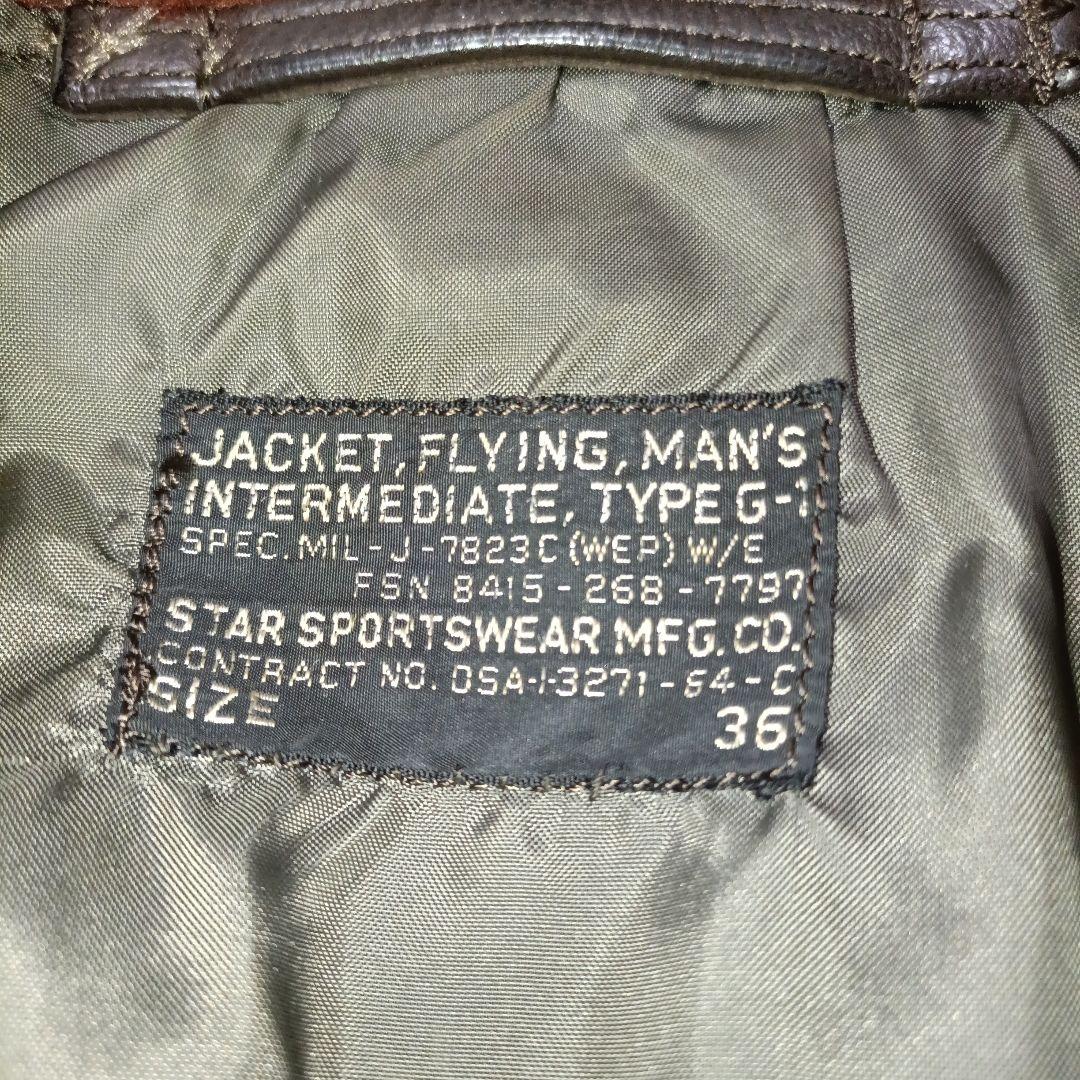 JACKET, FLYING, MAN'S
INTERMEDIATE, TYPE G-1
SPEC. MIL-J-7823C (WEP) W/E
FSN 8415-268-7797
STAR SPORTSWEAR MFG. CO.
CONTRACT NO. DSA-1-3271-64-C
SIZE 36